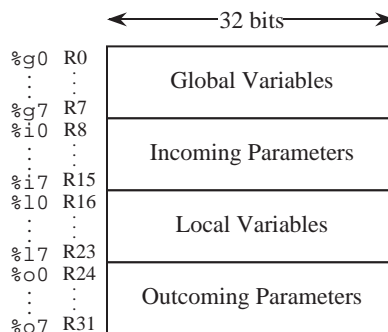 32 bits
%g0 R0
Global Variables
%g7 R7
%i0 R8
Incoming Parameters
%i7 R15
%l0 R16
Local Variables
%l7 R23
%o0 R24
Outcoming Parameters
%o7 R31